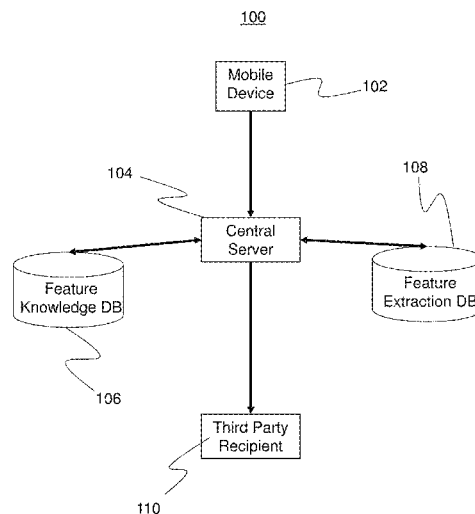 100
Mobile
Device
102
104
108
Central
Server
Feature
Knowledge DB
Feature
Extraction DB
106
Third Party
Recipient
110